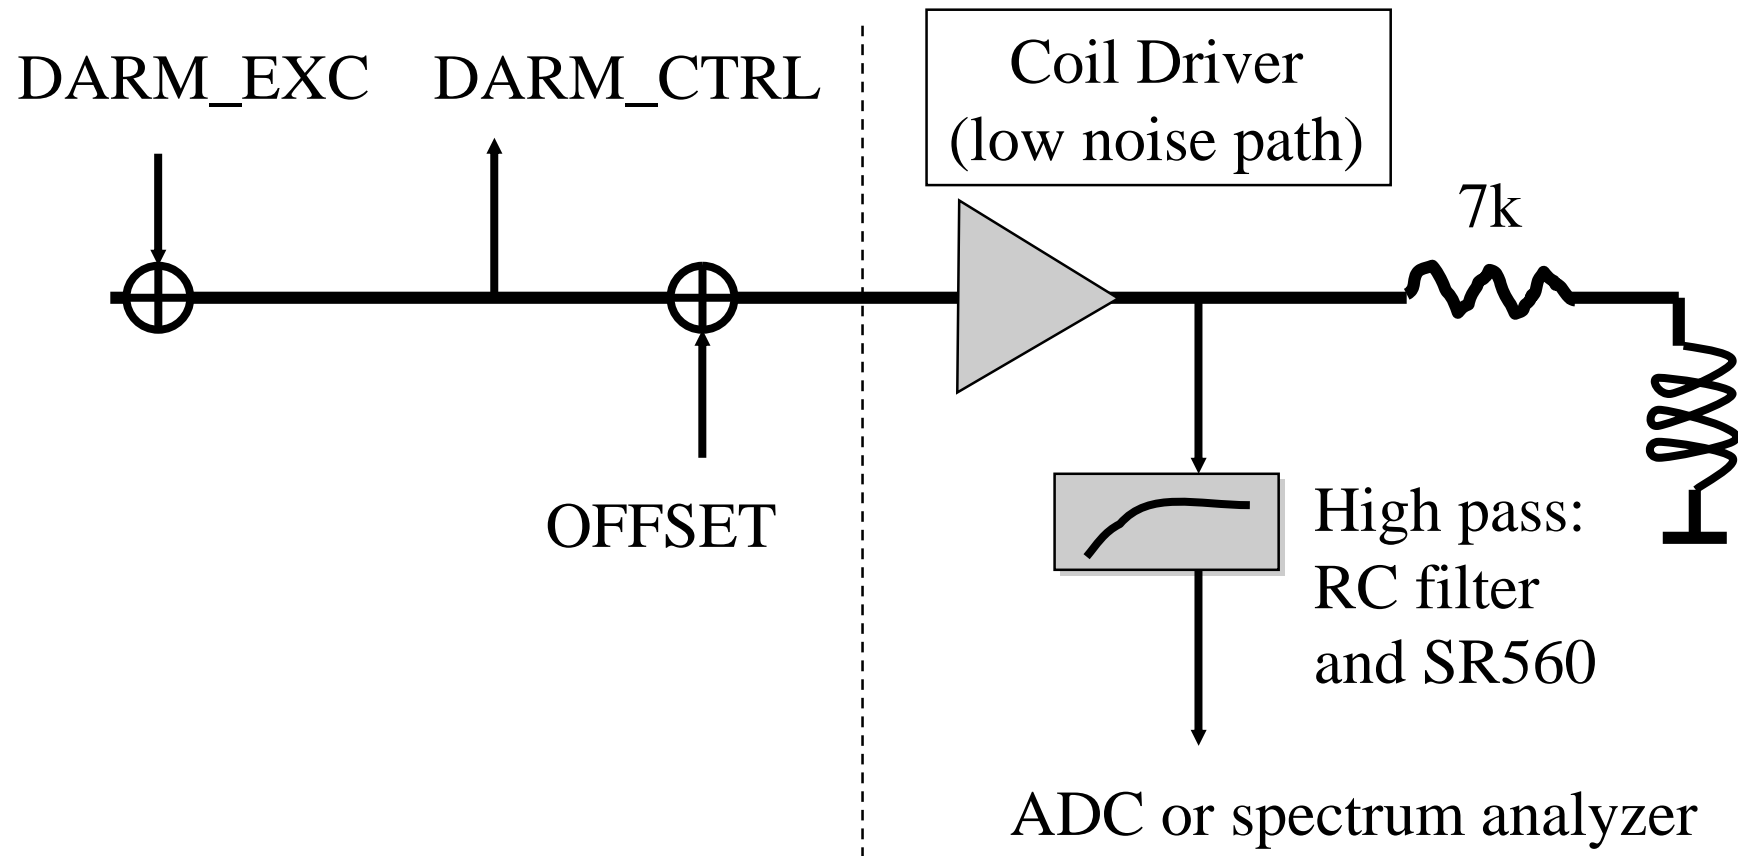 DARM_EXC
DARM_CTRL
Coil Driver
(low noise path)
7k
OFFSET
High pass:
RC filter
and SR560
ADC or spectrum analyzer